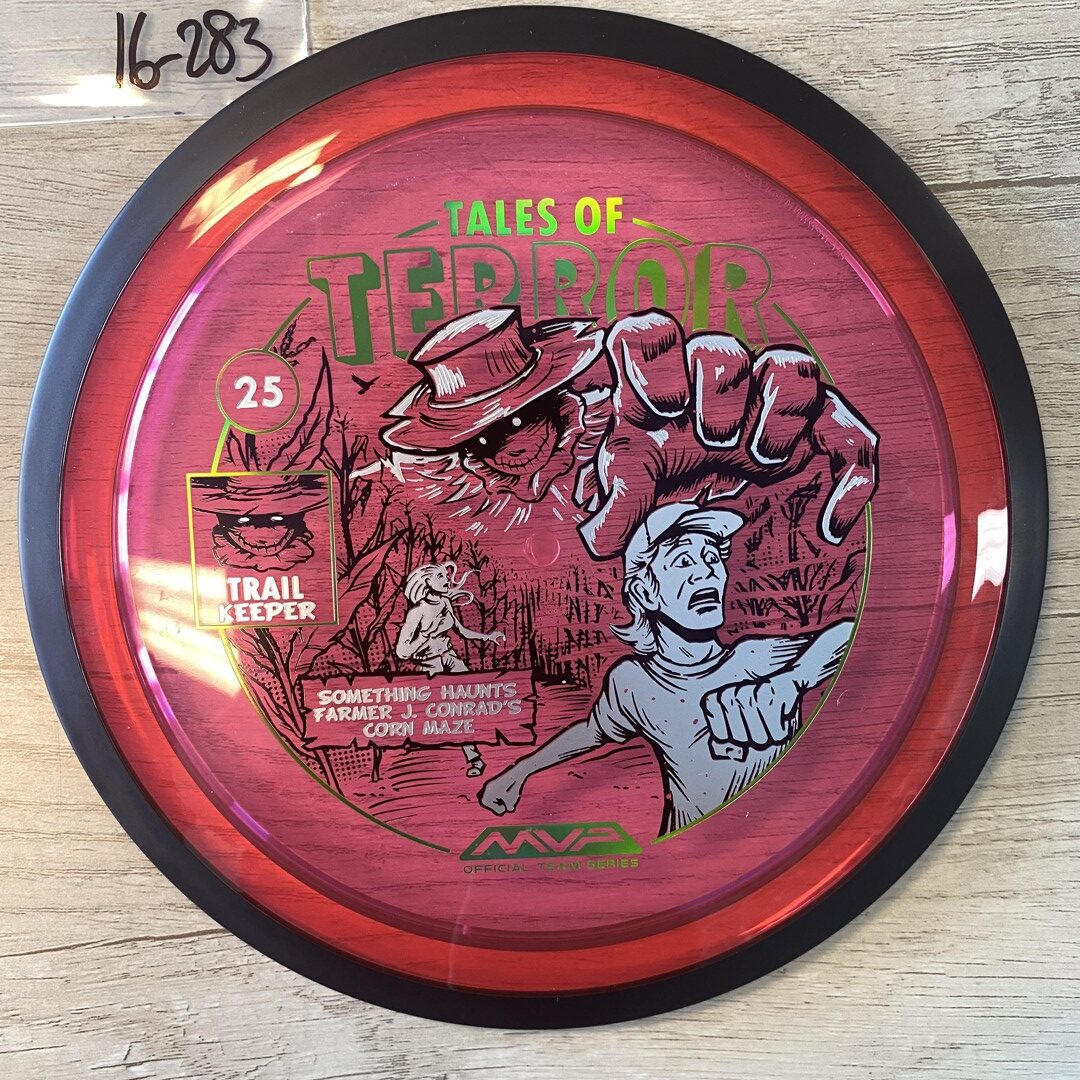 16-283
TALES OF
TERROR
25
TRAIL
KEEPER
SOMETHING HAUNTS
FARMER J. CONRAD'S
CORN MAZE
MVP
OFFICIAL TEAM SERIES